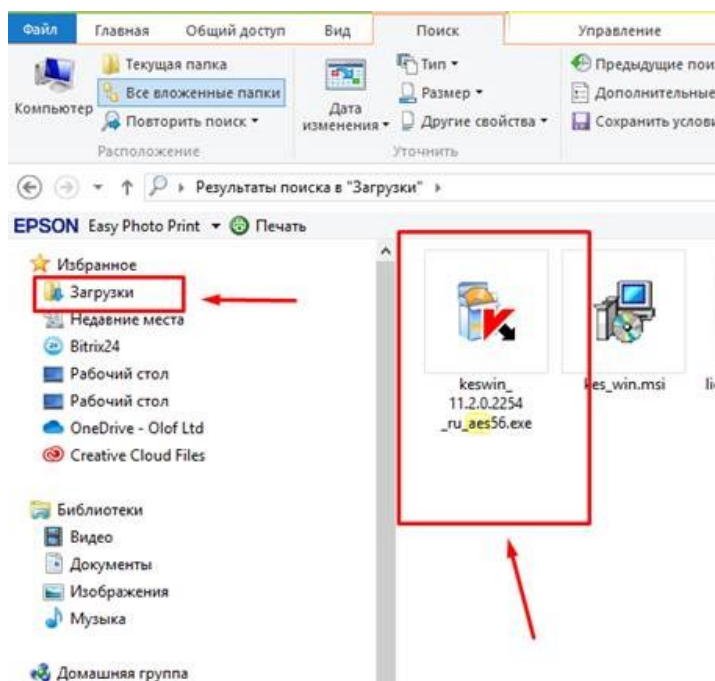 Файл Главная Общий доступ Вид Поиск Управление
Компьютер
Текущая папка
Все вложенные папки
Повторить поиск
Расположение
Дата
изменения
Тип
Размер
Другие свойства
Уточнить
Предыдущие
Дополнительные
Сохранить
Результаты поиска в "Загрузки"
EPSON Easy Photo Print Печать
Избранное
Загрузки
Недавние места
Bitrix24
Рабочий стол
Рабочий стол
OneDrive - Olof Ltd
Creative Cloud Files
Библиотеки
Видео
Документы
Изображения
Музыка
Домашняя группа
keswin_
11.2.0.2254
_ru_aes56.exe
kes_win.msi